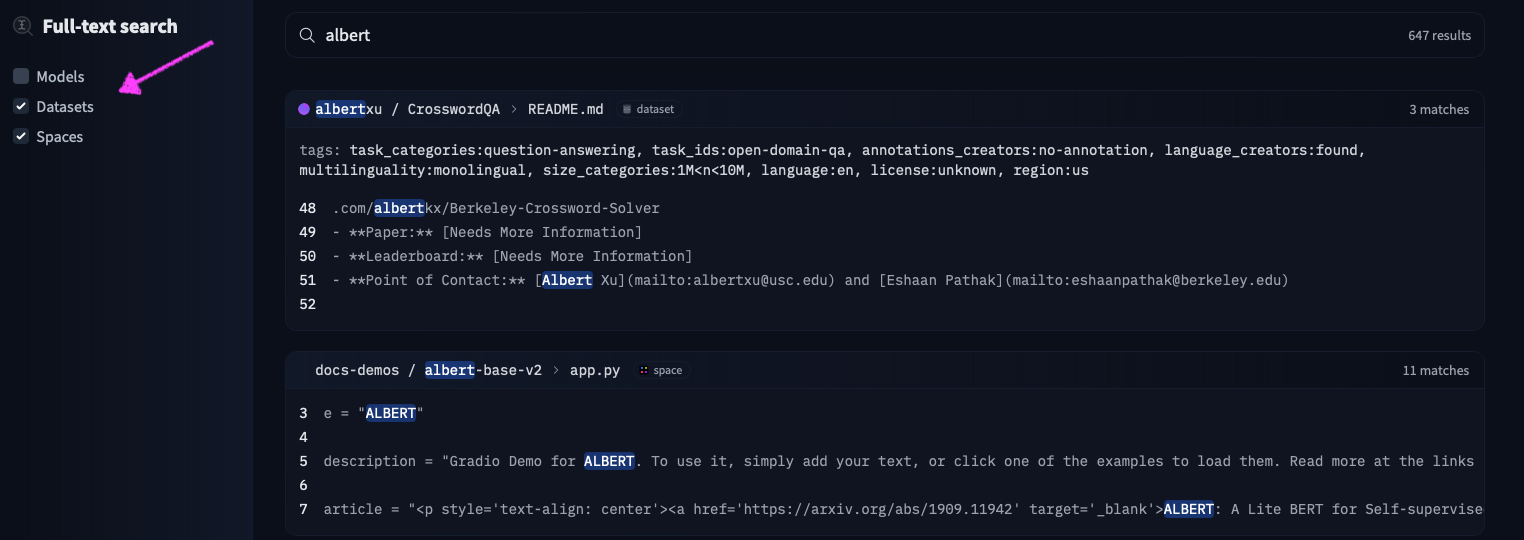 Full-text search
Models
Datasets
Spaces
albert
647 results
albertxu / CrosswordQA > README.md dataset
3 matches
tags: task_categories:question-answering, task_ids:open-domain-qa, annotations_creators:no-annotation, language_creators:found,
multilinguality:monolingual, size_categories:1M<n<10M, language:en, license:unknown, region:us
48 .com/albertkx/Berkeley-Crossword-Solver
49 - **Paper:** [Needs More Information]
50 - **Leaderboard:** [Needs More Information]
51 - **Point of Contact:** [Albert Xu](mailto:albertxu@usc.edu) and [Eshaan Pathak](mailto:eshaanpathak@berkeley.edu)
52
docs-demos / albert-base-v2 > app.py space
11 matches
3 e = "ALBERT"
4
5 description = "Gradio Demo for ALBERT. To use it, simply add your text, or click one of the examples to load them. Read more at the links
6
7 article = "<p style='text-align: center'><a href='https://arxiv.org/abs/1909.11942' target='_blank'>ALBERT: A Lite BERT for Self-supervise